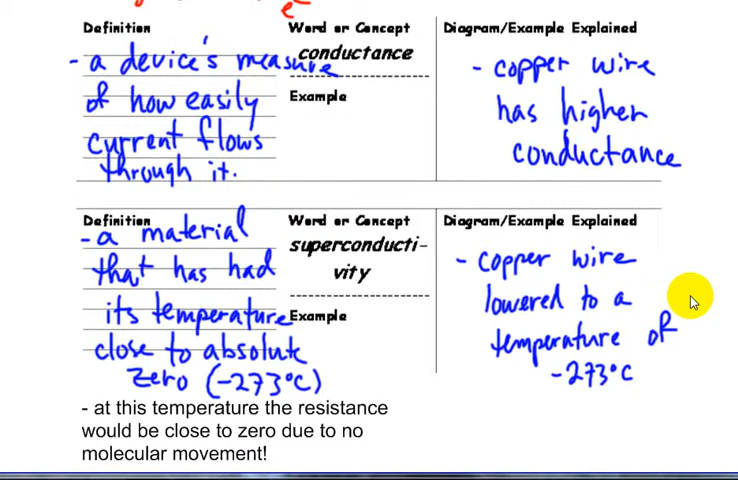 Definition
- a device's measure
of how easily
current flows
through it.
Word or Concept
conductance
Example
Diagram/Example Explained
- copper wire
has higher
conductance
Definition
- a material
that has had
its temperature
close to absolute
zero (-273°C)
Word or Concept
superconducti-
vity
Example
Diagram/Example Explained
- copper wire
lowered to a
temperature of
-273°C
- at this temperature the resistance
would be close to zero due to no
molecular movement!